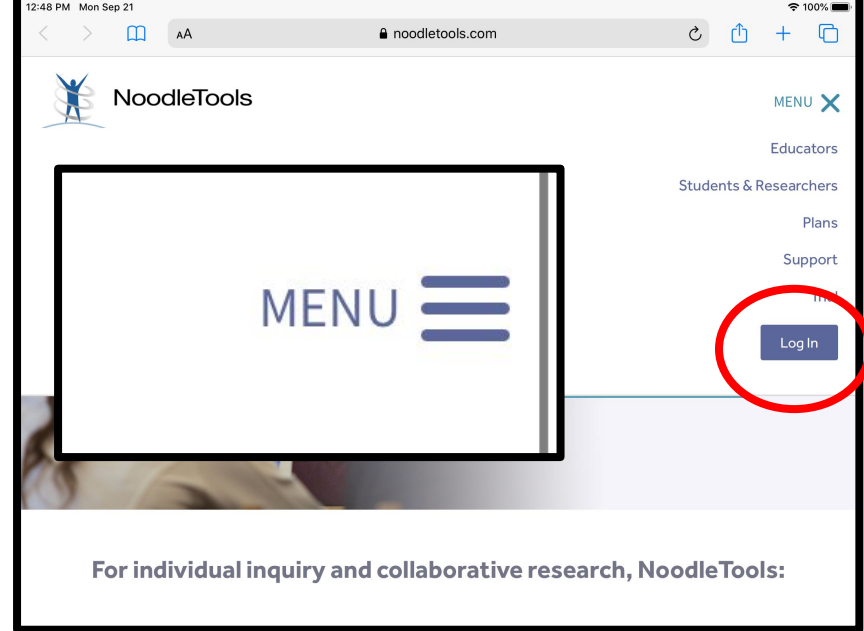 12:48 PM Mon Sep 21
100%
AA
noodletools.com
NoodleTools
MENU
Educators
Students & Researchers
Plans
Support
Trial
Log In
MENU
For individual inquiry and collaborative research, NoodleTools: